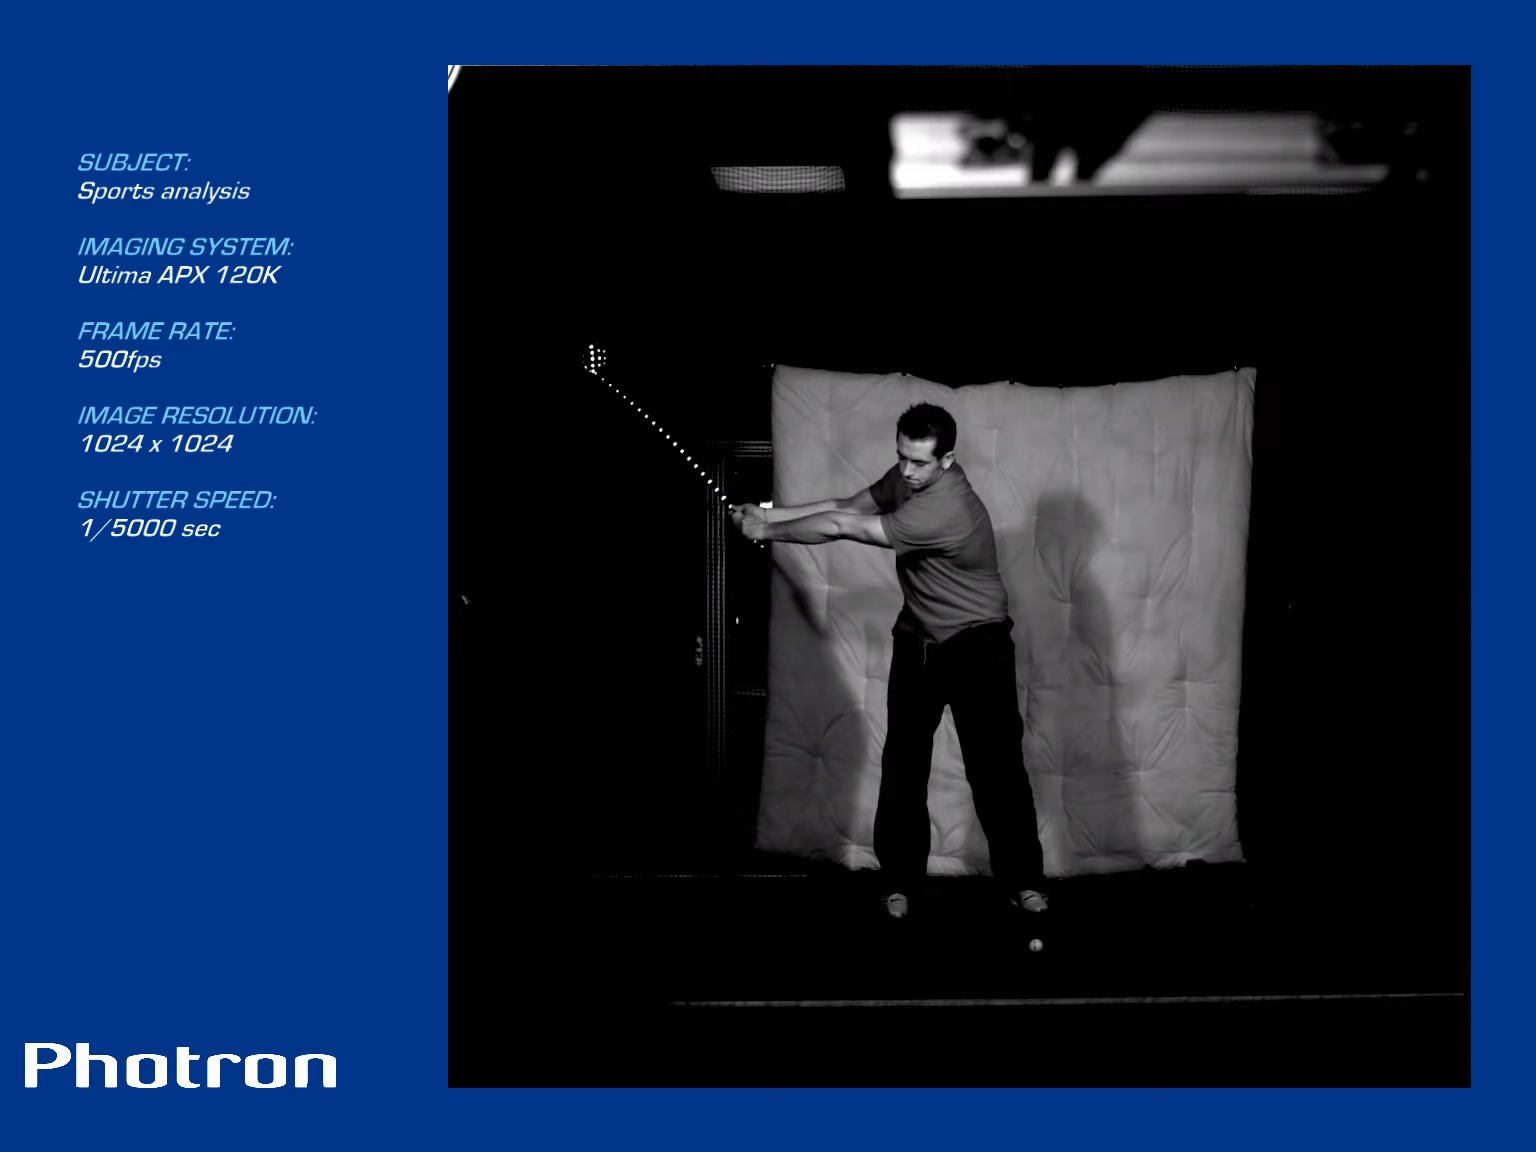 SUBJECT:
Sports analysis
IMAGING SYSTEM:
Ultima APX 120K
FRAME RATE:
500fps
IMAGE RESOLUTION:
1024 x 1024
SHUTTER SPEED:
1/5000 sec
Photron